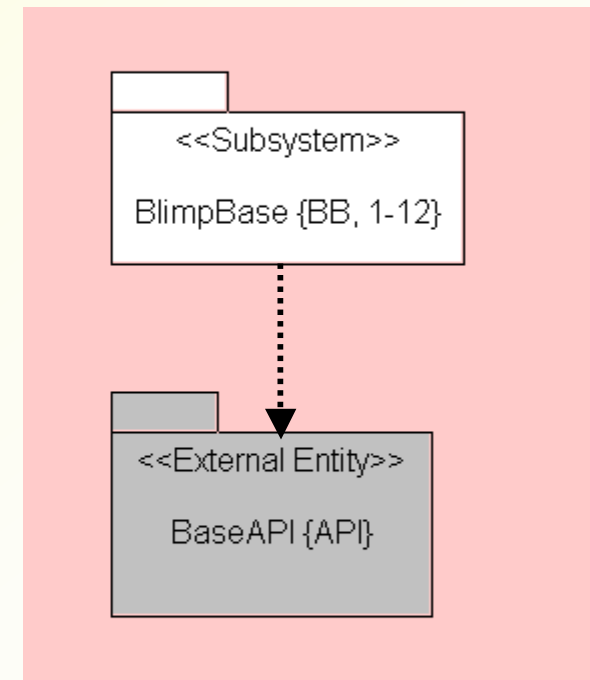 <<Subsystem>>
BlimpBase {BB, 1-12}
<<External Entity>>
BaseAPI {API}